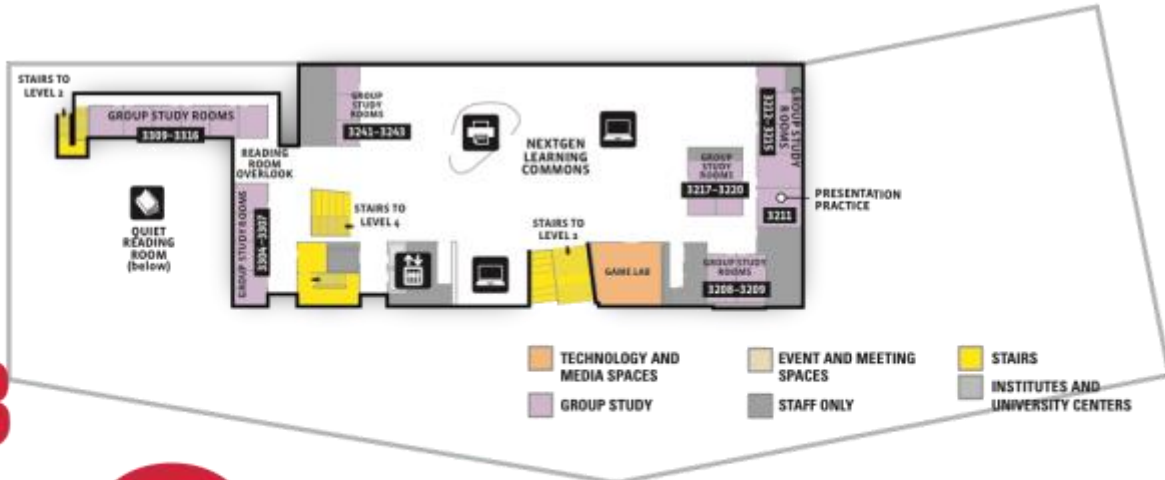 STAIRS TO
LEVEL 2
GROUP STUDY ROOMS
3309-3316
READING
ROOM
OVERLOOK
GROUP
STUDY
ROOMS
3241-3243
NEXTGEN
LEARNING
COMMONS
GROUP STUDY ROOMS
3212-3215
GROUP
STUDY
ROOMS
3217-3220
PRESENTATION
PRACTICE
3211
QUIET
READING
ROOM
(below)
GROUP STUDY ROOMS
3304-3307
STAIRS TO
LEVEL 4
STAIRS TO
LEVEL 2
GAME LAB
GROUP STUDY
ROOMS
3208-3209
TECHNOLOGY AND
MEDIA SPACES
GROUP STUDY
EVENT AND MEETING
SPACES
STAFF ONLY
STAIRS
INSTITUTES AND
UNIVERSITY CENTERS